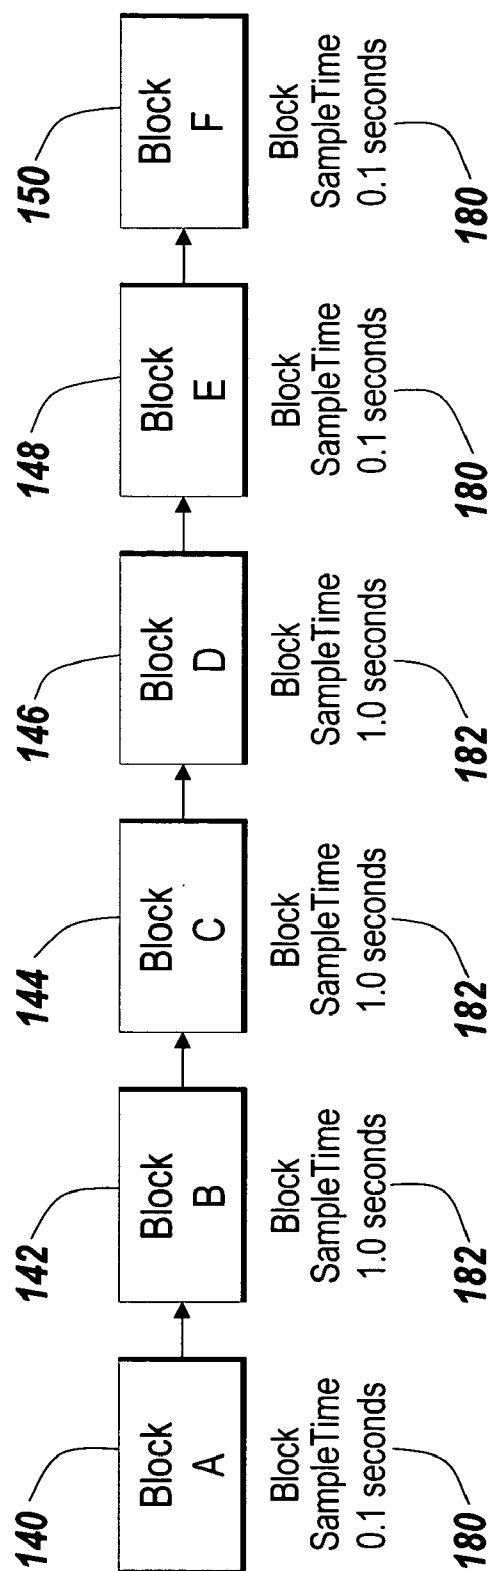 140
142
144
146
148
150
Block
A
Block
B
Block
C
Block
D
Block
E
Block
F
Block
SampleTime
0.1 seconds
Block
SampleTime
1.0 seconds
Block
SampleTime
1.0 seconds
Block
SampleTime
1.0 seconds
Block
SampleTime
0.1 seconds
Block
SampleTime
0.1 seconds
180
182
182
182
180
180